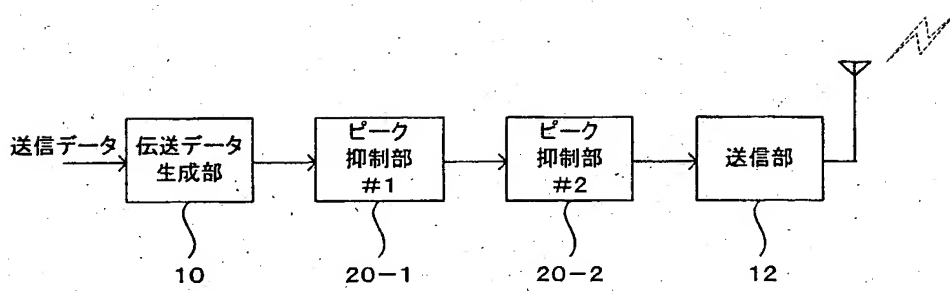 送信データ
伝送データ
生成部
ピーク
抑制部
#1
ピーク
抑制部
#2
送信部
10
20-1
20-2
12